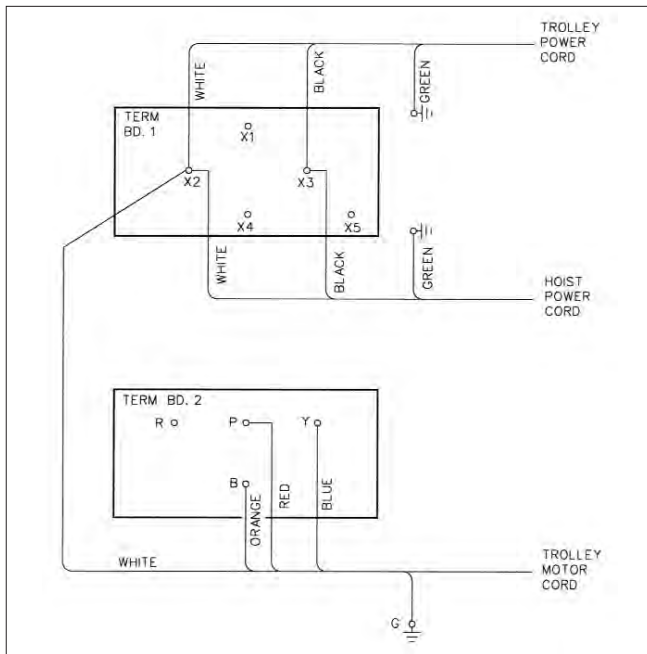 TROLLEY
POWER
CORD
WHITE
BLACK
GREEN
TERM
BD. 1
X1
X2
X3
X4
X5
WHITE
BLACK
GREEN
HOIST
POWER
CORD
TERM BD. 2
R
P
Y
B
ORANGE
RED
BLUE
WHITE
TROLLEY
MOTOR
CORD
G